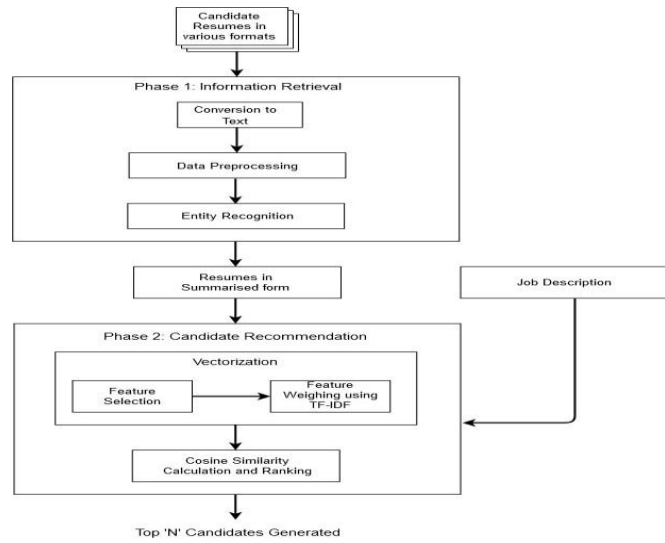 Candidate
Resumes in
various formats
Phase 1: Information Retrieval
Conversion to
Text
Data Preprocessing
Entity Recognition
Resumes in
Summarised form
Job Description
Phase 2: Candidate Recommendation
Vectorization
Feature
Selection
Feature
Weighing using
TF-IDF
Cosine Similarity
Calculation and Ranking
Top 'N' Candidates Generated